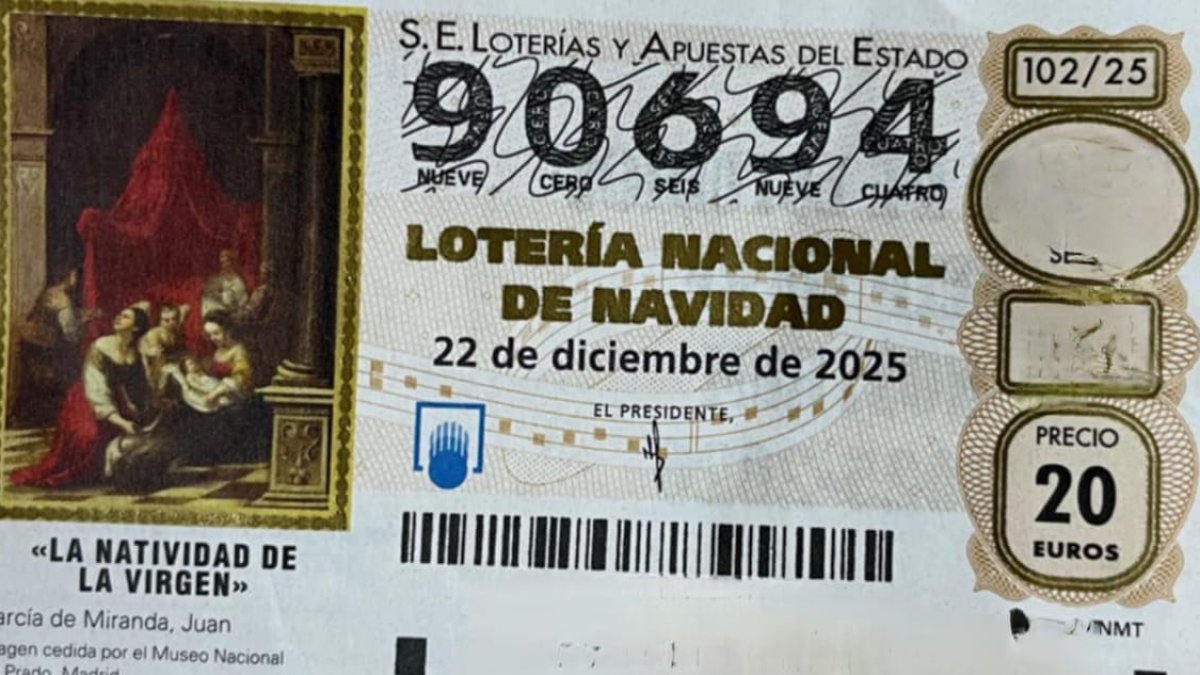 S. E. LOTERÍAS Y APUESTAS DEL ESTADO
90694
NUEVE CERO SEIS NUEVE CUATRO
LOTERÍA NACIONAL
DE NAVIDAD
22 de diciembre de 2025
EL PRESIDENTE,
102/25
PRECIO
20
EUROS
NMT
«LA NATIVIDAD DE
LA VIRGEN»
arcía de Miranda, Juan
agen cedida por el Museo Nacional
Prado. Madrid